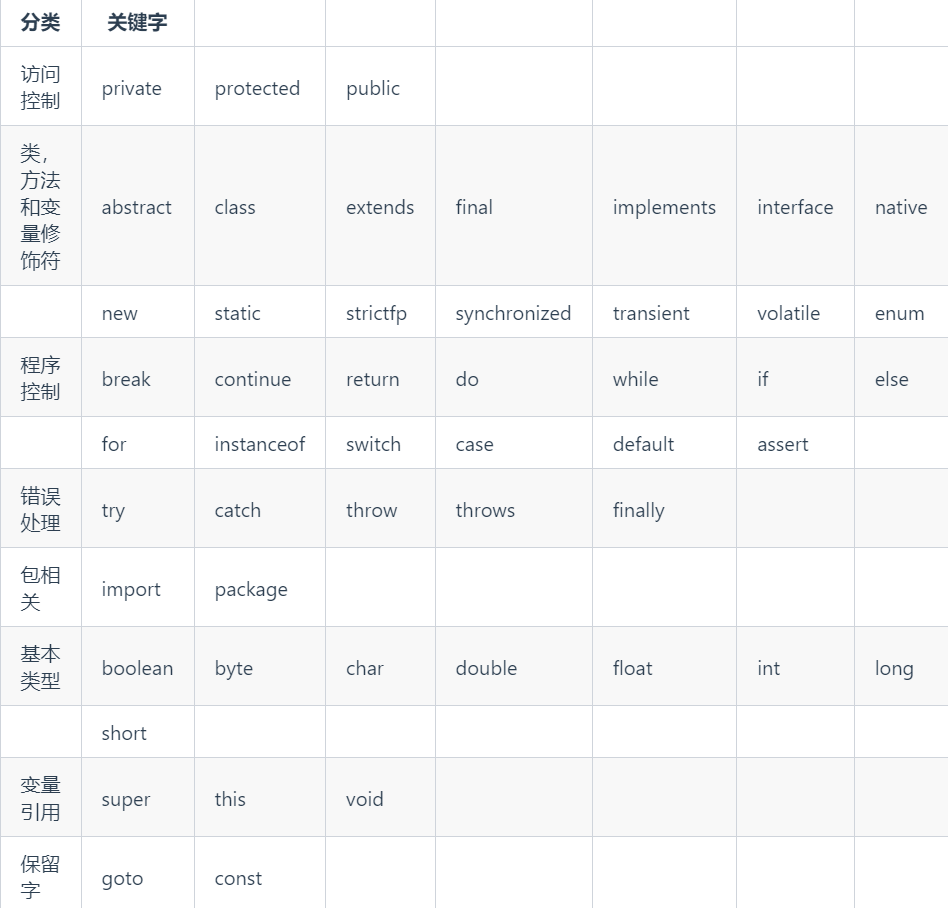 分类 关键字
访问
控制 private protected public
类，
方法
和变
量修
饰符 abstract class extends final implements interface native
new static strictfp synchronized transient volatile enum
程序
控制 break continue return do while if else
for instanceof switch case default assert
错误
处理 try catch throw throws finally
包相
关 import package
基本
类型 boolean byte char double float int long
short
变量
引用 super this void
保留
字 goto const